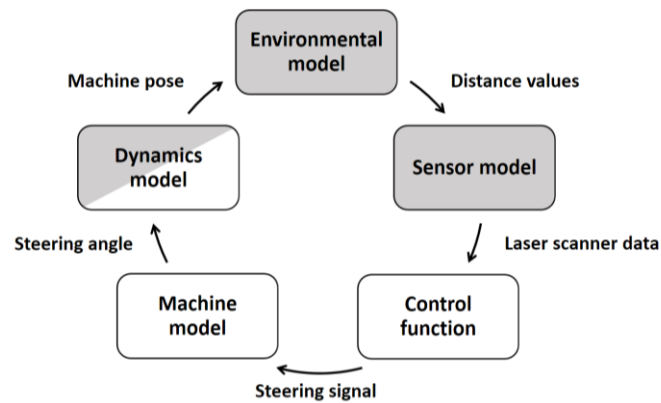 Environmental
model
Machine pose
Distance values
Dynamics
model
Sensor model
Steering angle
Laser scanner data
Machine
model
Control
function
Steering signal